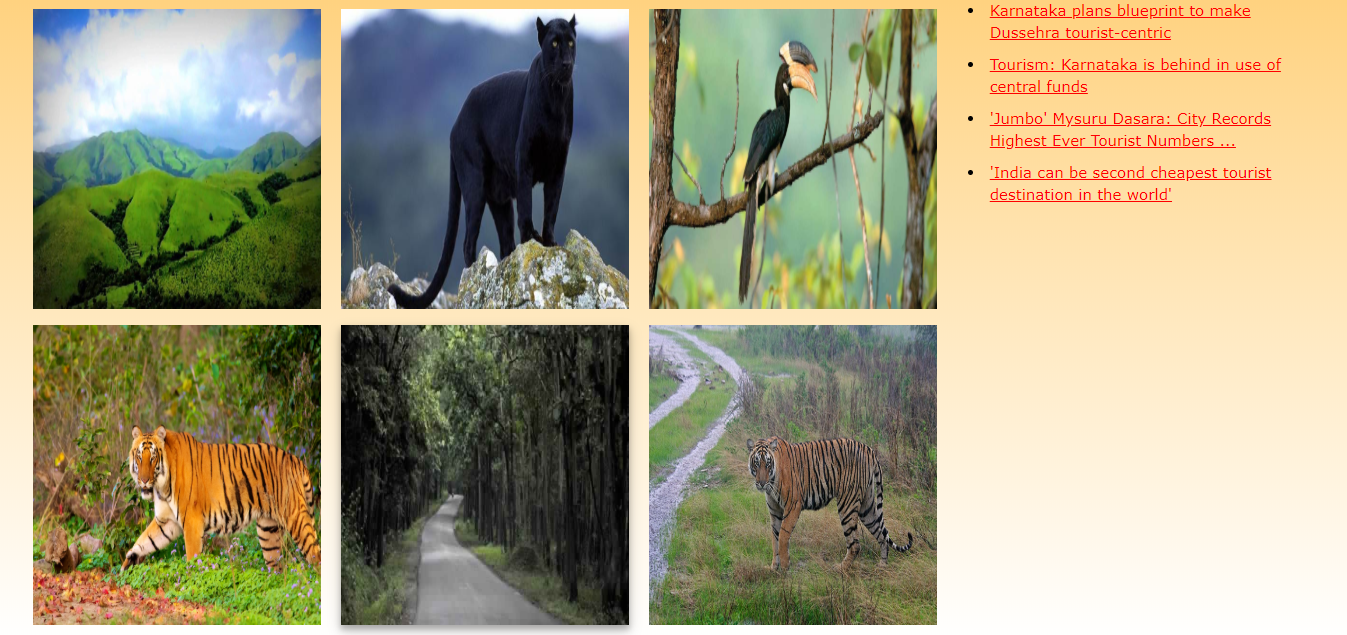 Karnataka plans blueprint to make
Dussehra tourist-centric
Tourism: Karnataka is behind in use of
central funds
'Jumbo' Mysuru Dasara: City Records
Highest Ever Tourist Numbers ...
'India can be second cheapest tourist
destination in the world'